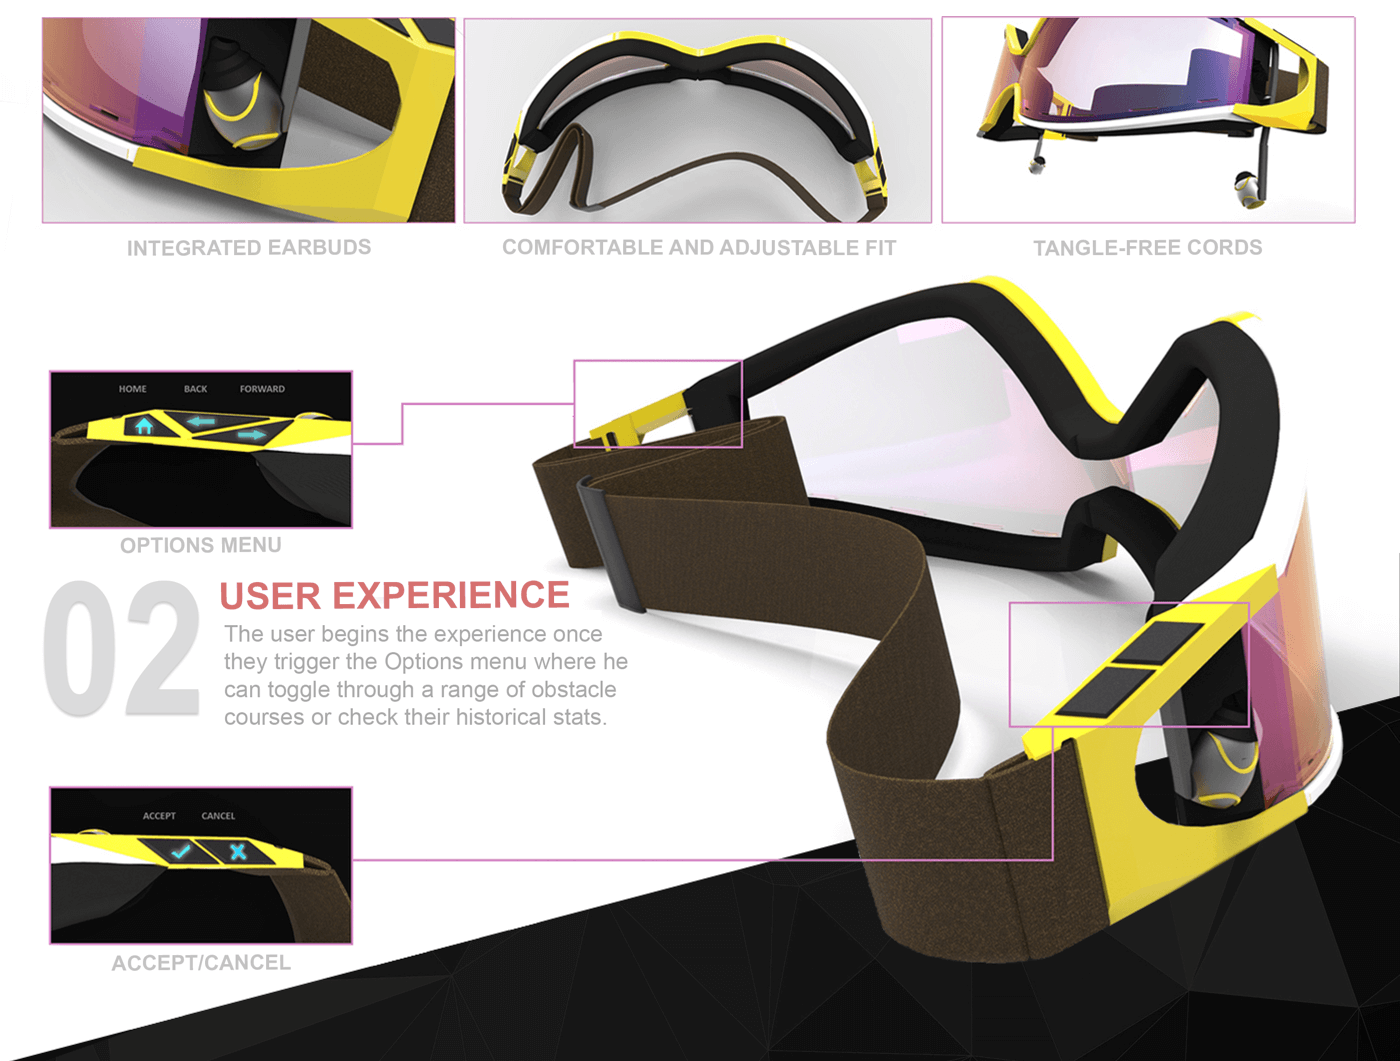 INTEGRATED EARBUDS
COMFORTABLE AND ADJUSTABLE FIT
TANGLE-FREE CORDS
HOME BACK FORWARD
OPTIONS MENU
02
USER EXPERIENCE
The user begins the experience once
they trigger the Options menu where he
can toggle through a range of obstacle
courses or check their historical stats.
ACCEPT CANCEL
ACCEPT/CANCEL